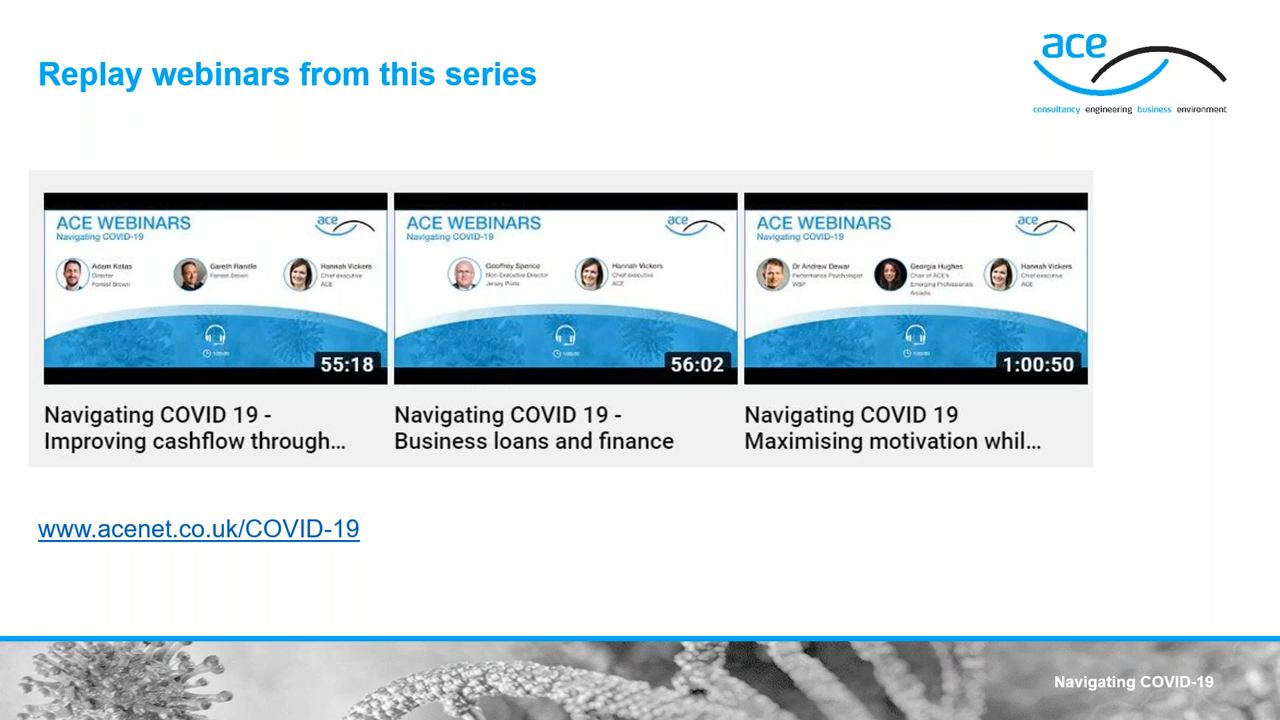 Replay webinars from this series
ace
consultancy engineering business environment
ACE WEBINARS
Navigating COVID-19
ace
Adam Kotas
Director
Forrest Brown
Gareth Randle
Forrest Brown
Hannah Vickers
Chief executive
ACE
55:18
Navigating COVID 19 -
Improving cashflow through...
ACE WEBINARS
Navigating COVID-19
ace
Geoffrey Spence
Non-Executive Director
Jersey Ports
Hannah Vickers
Chief executive
ACE
56:02
Navigating COVID 19 -
Business loans and finance
ACE WEBINARS
Navigating COVID-19
ace
Dr Andrew Dewar
Performance Psychologist
WSP
Georgia Hughes
Chair of ACE's
Emerging Professionals
Arcadis
Hannah Vickers
Chief executive
ACE
1:00:50
Navigating COVID 19
Maximising motivation whil...
www.acenet.co.uk/COVID-19
Navigating COVID-19